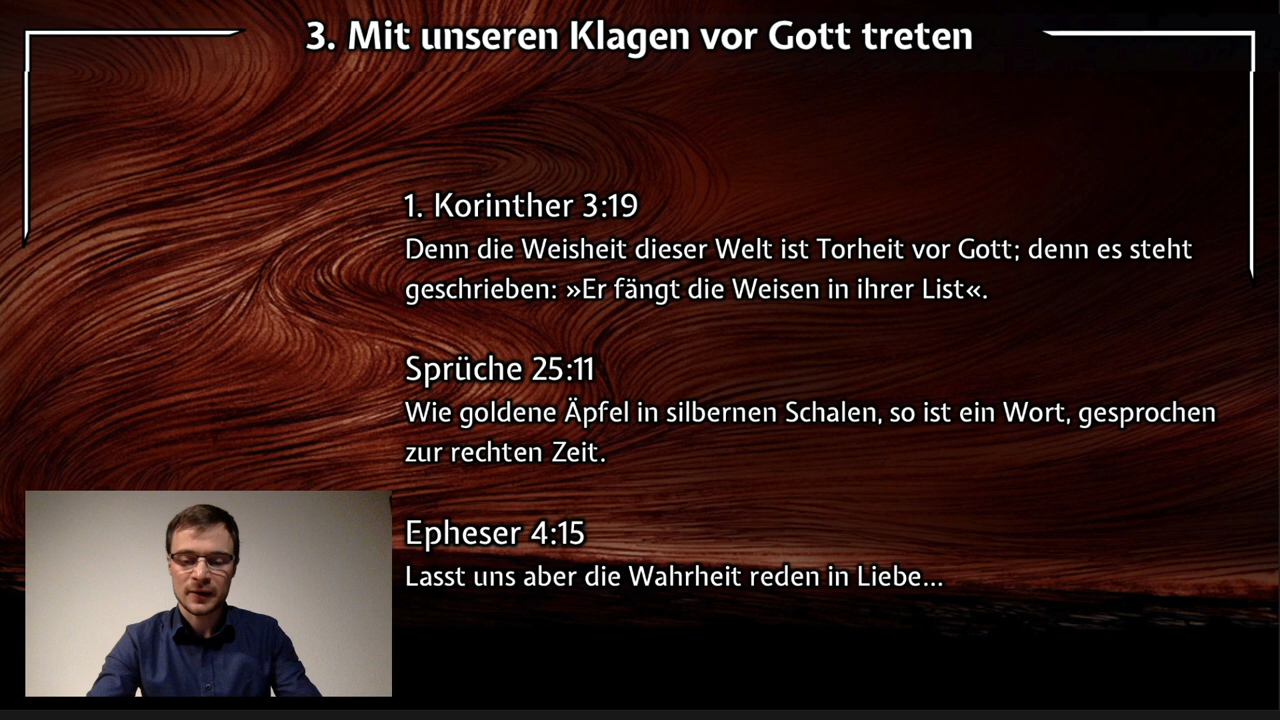 3. Mit unseren Klagen vor Gott treten
1. Korinther 3:19
Denn die Weisheit dieser Welt ist Torheit vor Gott; denn es steht
geschrieben: »Er fängt die Weisen in ihrer List«.
Sprüche 25:11
Wie goldene Äpfel in silbernen Schalen, so ist ein Wort, gesprochen
zur rechten Zeit.
Epheser 4:15
Lasst uns aber die Wahrheit reden in Liebe...